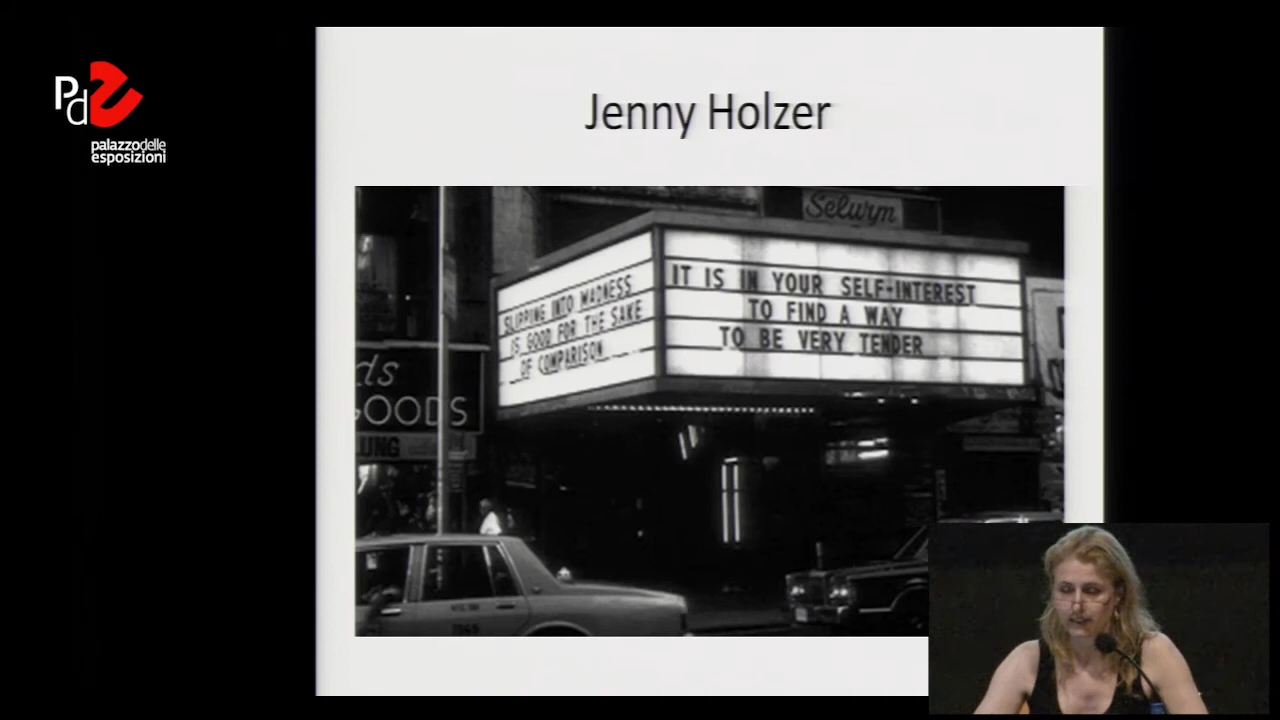 Pd
palazzodelle
esposizioni
Jenny Holzer
Selwyn
SLIPPING INTO MADNESS
IS GOOD FOR THE SAKE
OF COMPARISON
IT IS IN YOUR SELF-INTEREST
TO FIND A WAY
TO BE VERY TENDER
ds
GOODS